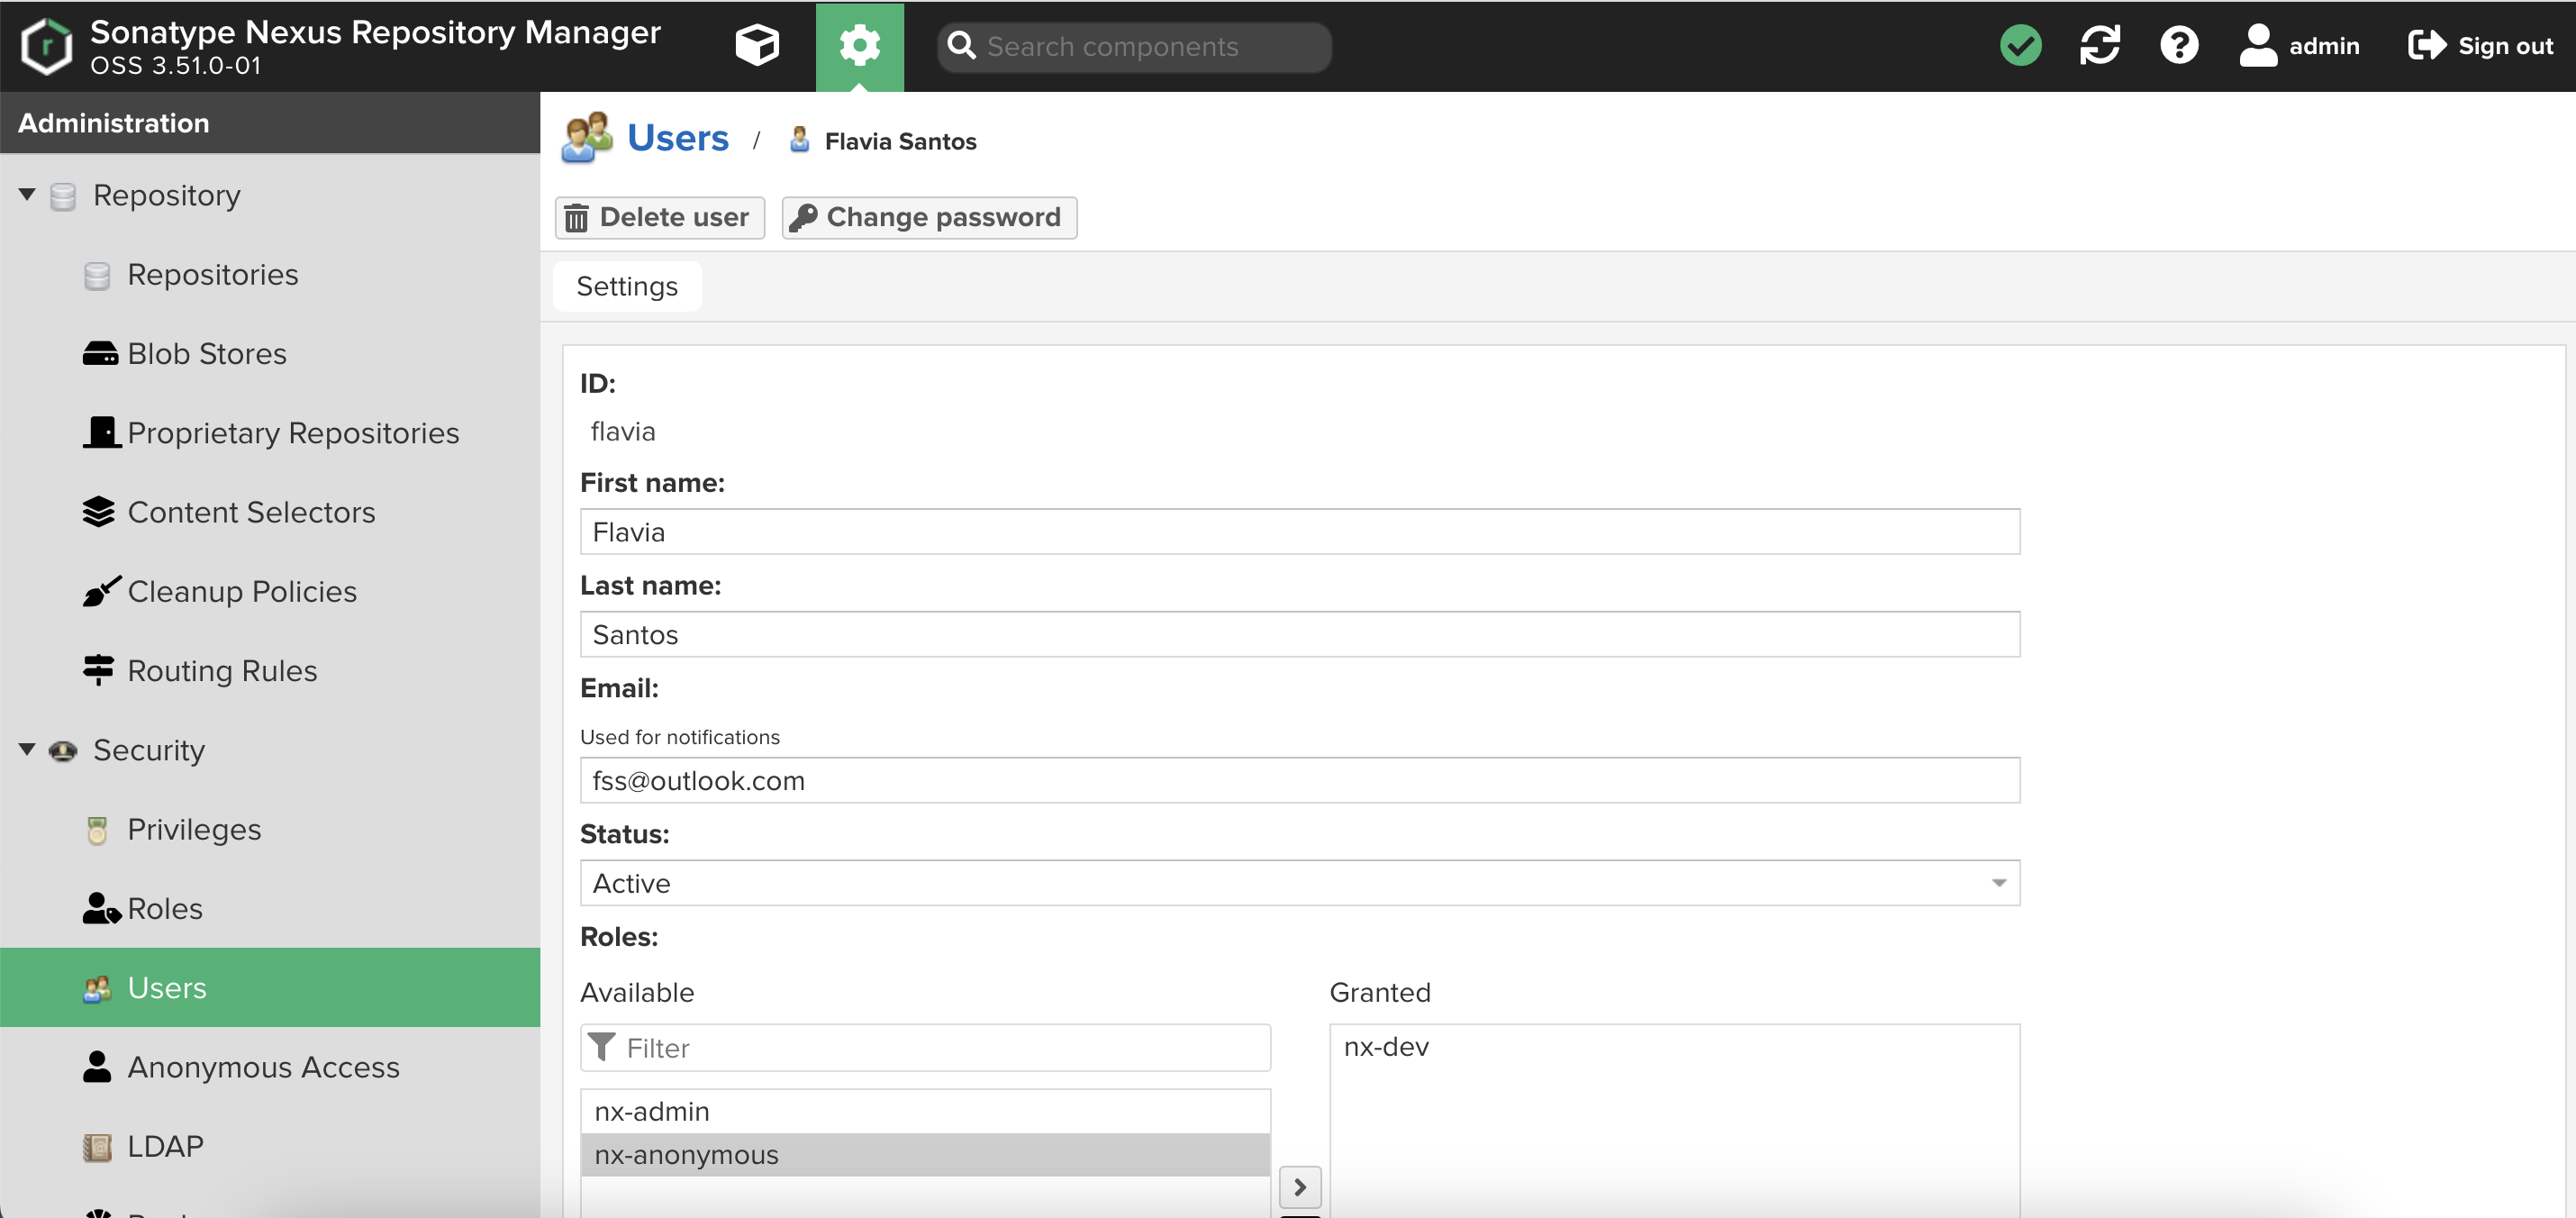 Sonatype Nexus Repository Manager
OSS 3.51.0-01
Search components
admin
Sign out
Administration
Repository
Repositories
Blob Stores
Proprietary Repositories
Content Selectors
Cleanup Policies
Routing Rules
Security
Privileges
Roles
Users
Anonymous Access
LDAP
Users / Flavia Santos
Delete user
Change password
Settings
ID:
flavia
First name:
Flavia
Last name:
Santos
Email:
Used for notifications
fss@outlook.com
Status:
Active
Roles:
Available
Granted
Filter
nx-dev
nx-admin
nx-anonymous